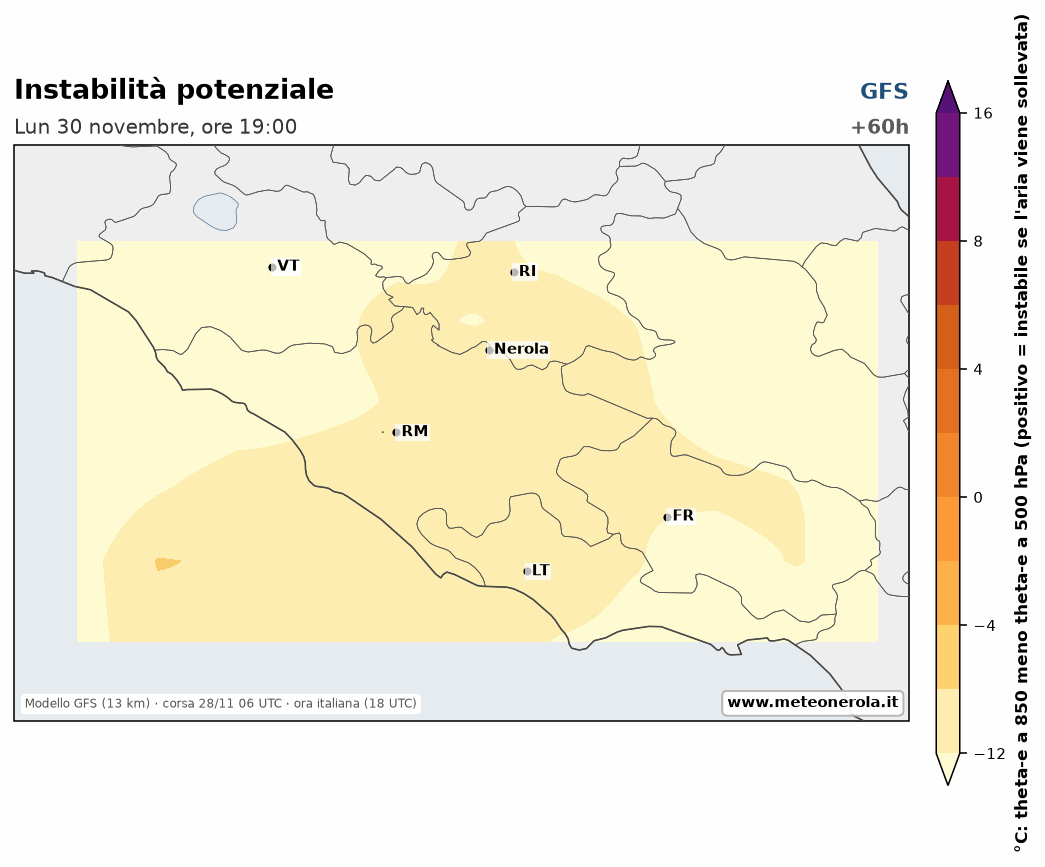 Instabilità potenziale
GFS
Lun 30 novembre, ore 19:00
+60h
VT
RI
Nerola
RM
FR
LT
Modello GFS (13 km) · corsa 28/11 06 UTC · ora italiana (18 UTC)
www.meteonerola.it
16
8
4
0
−4
−12
°C: theta-e a 850 meno theta-e a 500 hPa (positivo = instabile se l'aria viene sollevata)